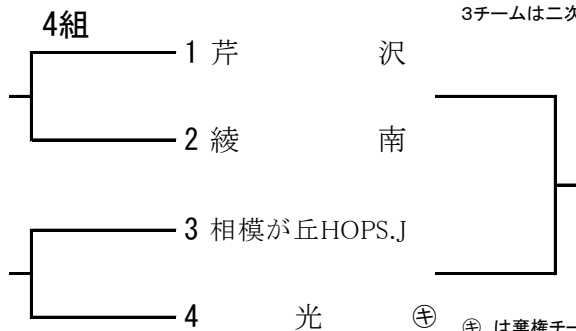 4組
3チームは二次
1 芹沢
2 綾南
3 相模が丘HOPS.J
4 光 ㋖
㋖ は棄権チー